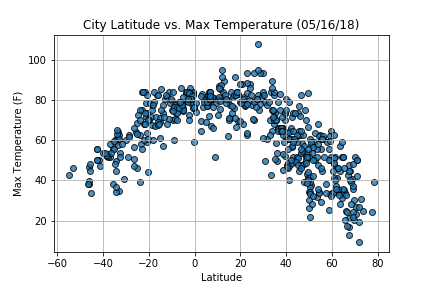 City Latitude vs. Max Temperature (05/16/18)
100
80
60
40
20
Max Temperature (F)
−60 −40 −20 0 20 40 60 80
Latitude